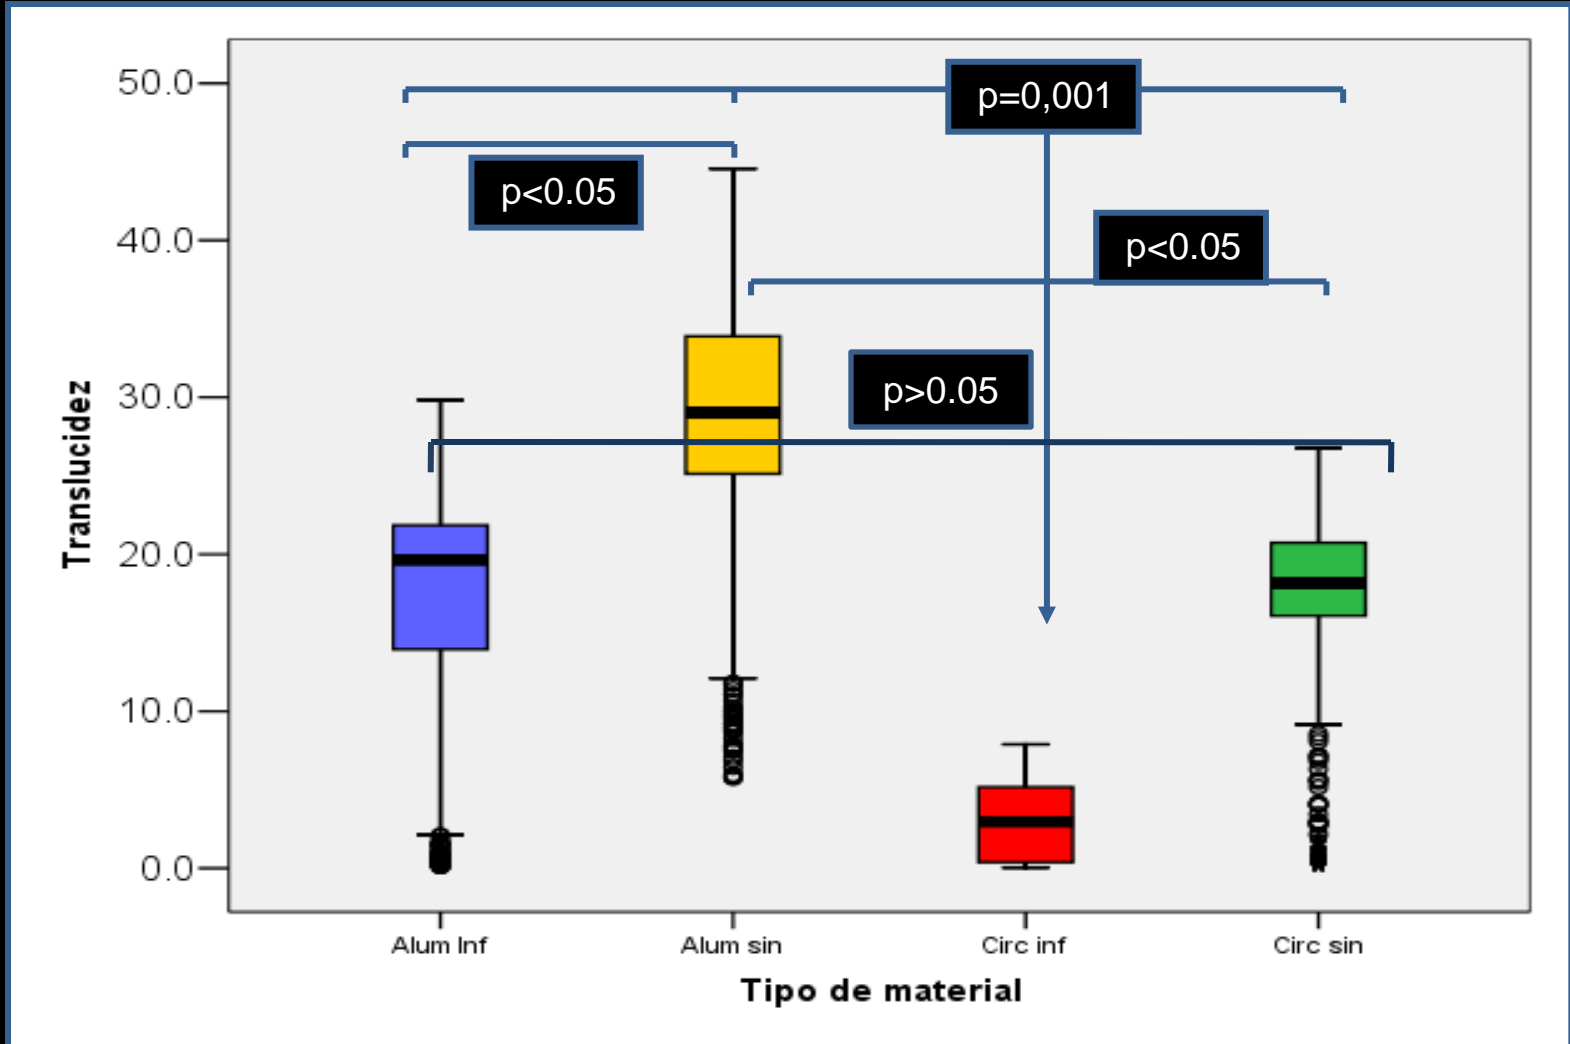 50.0
p=0,001
p<0.05
40.0
p<0.05
30.0
p>0.05
Translucidez
20.0
10.0
0.0
Alum Inf
Alum sin
Circ inf
Circ sin
Tipo de material